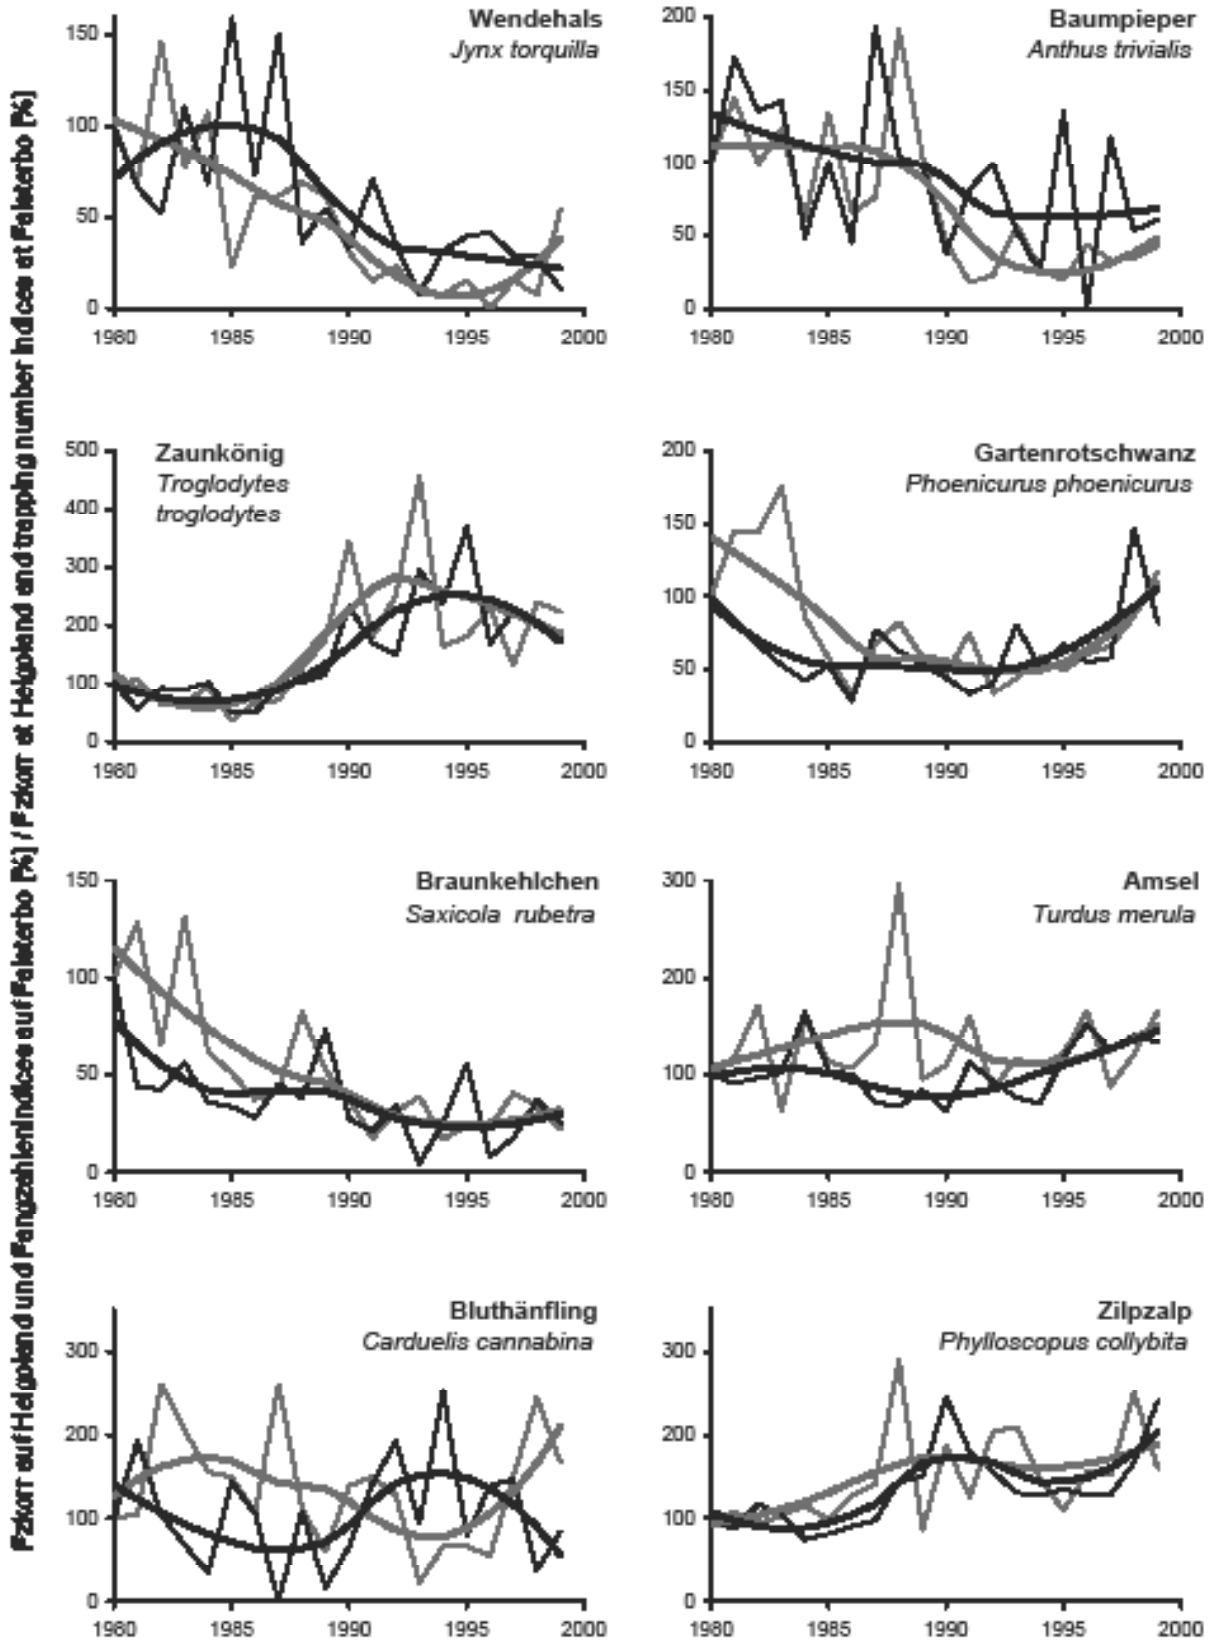 Fzkorr auf Helgoland und Fangzahlenindices auf Falsterbo [%] / Fzkorr at Helgoland and trapping number indices at Falsterbo [%]
Wendehals
Jynx torquilla
150
100
50
0
1980 1985 1990 1995 2000
Baumpieper
Anthus trivialis
200
150
100
50
0
1980 1985 1990 1995 2000
Zaunkönig
Troglodytes
troglodytes
500
400
300
200
100
0
1980 1985 1990 1995 2000
Gartenrotschwanz
Phoenicurus phoenicurus
200
150
100
50
0
1980 1985 1990 1995 2000
Braunkehlchen
Saxicola rubetra
150
100
50
0
1980 1985 1990 1995 2000
Amsel
Turdus merula
300
200
100
0
1980 1985 1990 1995 2000
Bluthänfling
Carduelis cannabina
300
200
100
0
1980 1985 1990 1995 2000
Zilpzalp
Phylloscopus collybita
300
200
100
0
1980 1985 1990 1995 2000